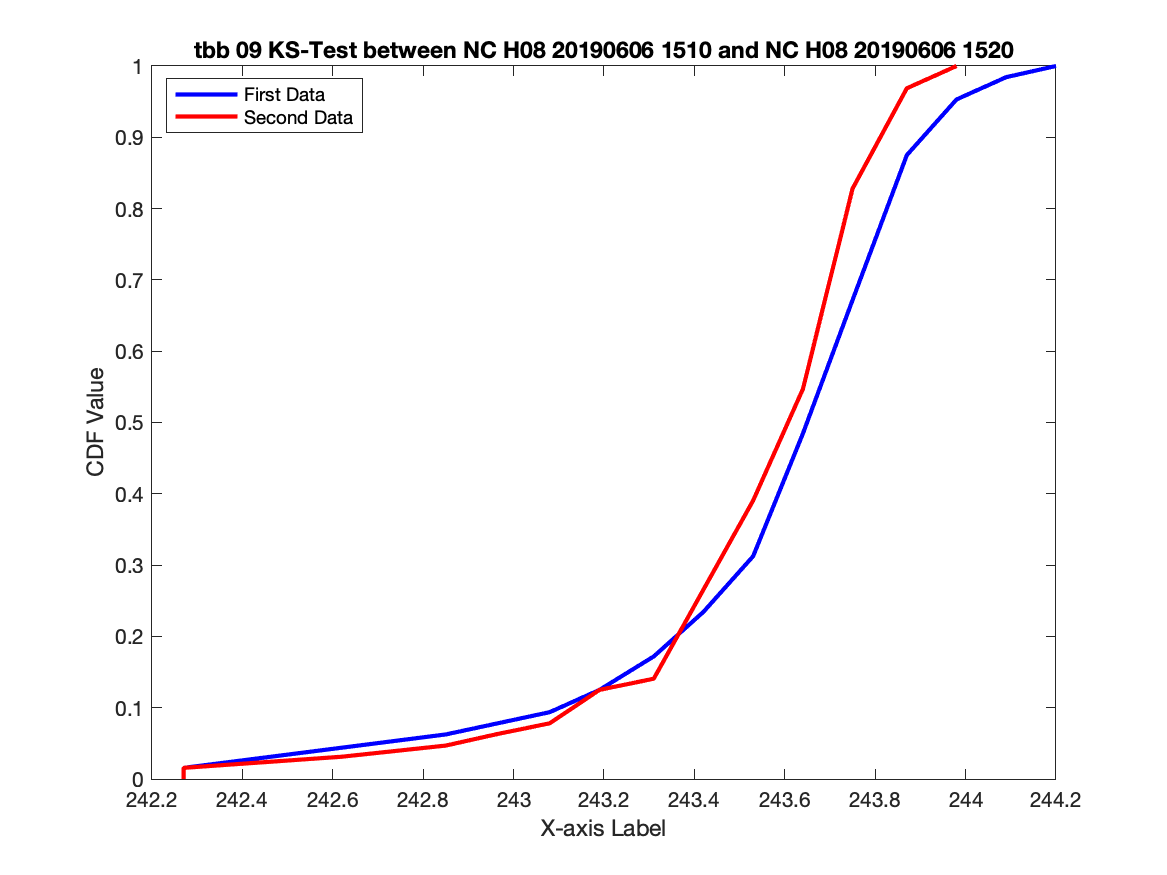 tbb 09 KS-Test between NC H08 20190606 1510 and NC H08 20190606 1520
First Data
Second Data
1
0.9
0.8
0.7
0.6
0.5
0.4
0.3
0.2
0.1
0
CDF Value
242.2 242.4 242.6 242.8 243 243.2 243.4 243.6 243.8 244 244.2
X-axis Label